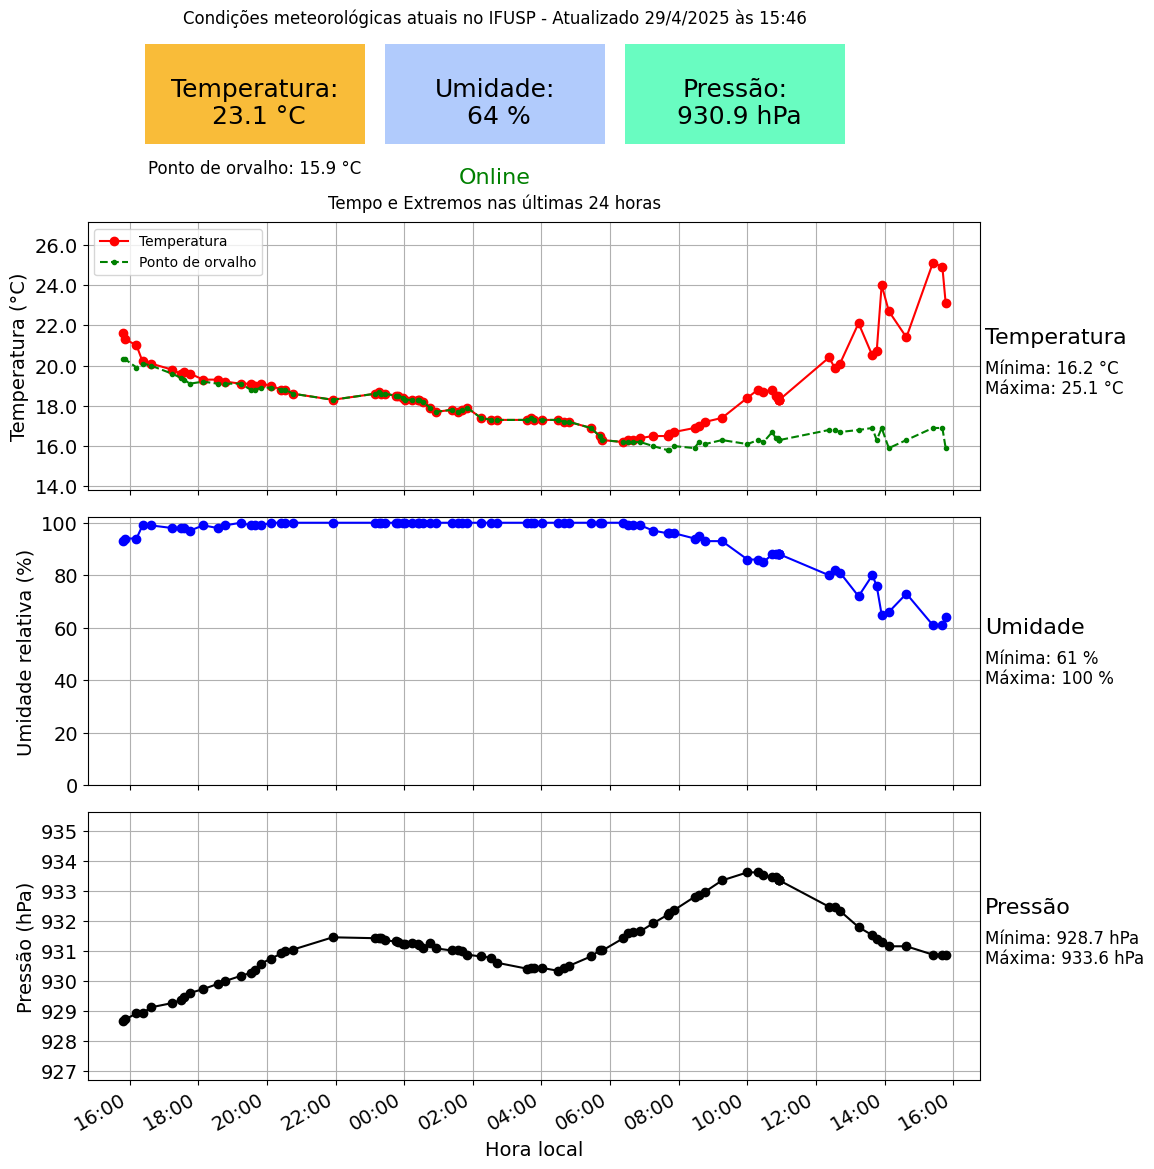 Condições meteorológicas atuais no IFUSP - Atualizado 29/4/2025 às 15:46
Temperatura:
23.1 °C
Umidade:
64 %
Pressão:
930.9 hPa
Ponto de orvalho: 15.9 °C
Online
Tempo e Extremos nas últimas 24 horas
Temperatura
Ponto de orvalho
Temperatura (°C)
26.0
24.0
22.0
20.0
18.0
16.0
14.0
Temperatura
Mínima: 16.2 °C
Máxima: 25.1 °C
Umidade relativa (%)
100
80
60
40
20
0
Umidade
Mínima: 61 %
Máxima: 100 %
Pressão (hPa)
935
934
933
932
931
930
929
928
927
Pressão
Mínima: 928.7 hPa
Máxima: 933.6 hPa
16:00 18:00 20:00 22:00 00:00 02:00 04:00 06:00 08:00 10:00 12:00 14:00 16:00
Hora local